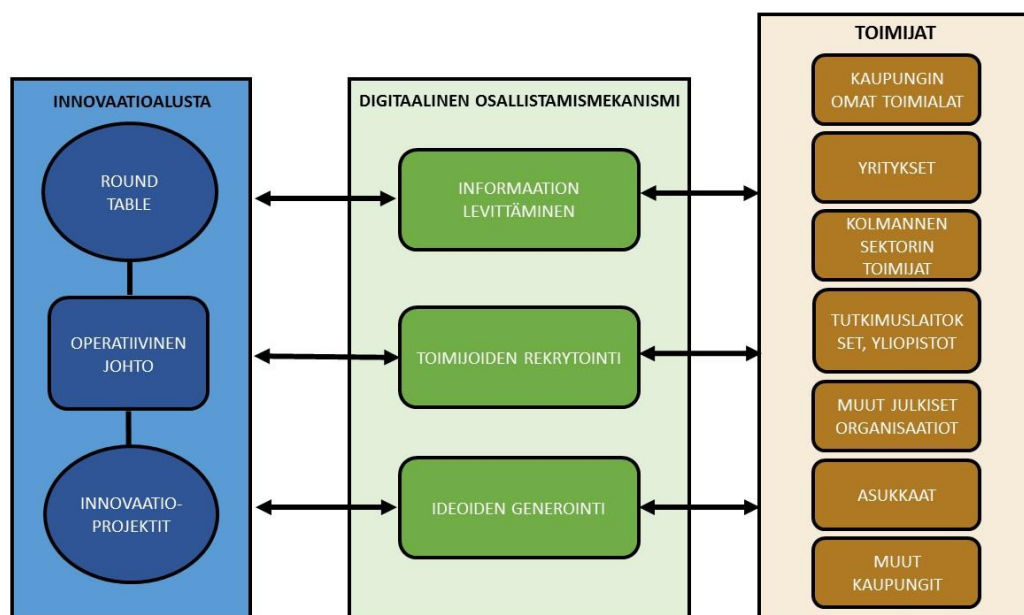 INNOVAATIOALUSTA
ROUND
TABLE
OPERATIIVINEN
JOHTO
INNOVAATIO-
PROJEKTIT
DIGITAALINEN OSALLISTAMISMEKANISMI
INFORMAATION
LEVITTÄMINEN
TOIMIJOIDEN REKRYTOINTI
IDEOIDEN GENEROINTI
TOIMIJAT
KAUPUNGIN
OMAT TOIMIALAT
YRITYKSET
KOLMANNEN
SEKTORIN
TOIMIJAT
TUTKIMUSLAITOK
SET, YLIOPISTOT
MUUT JULKISET
ORGANISAATIOT
ASUKKAAT
MUUT
KAUPUNGIT